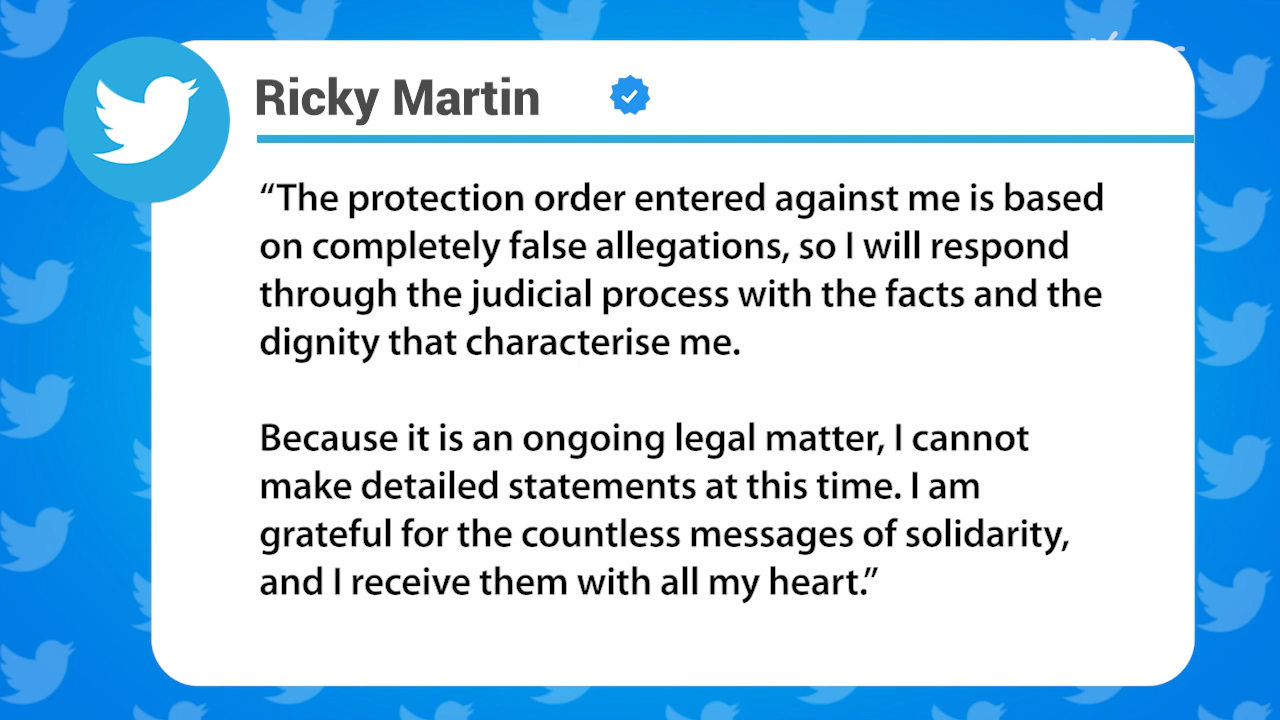 Ricky Martin
“The protection order entered against me is based
on completely false allegations, so I will respond
through the judicial process with the facts and the
dignity that characterise me.
Because it is an ongoing legal matter, I cannot
make detailed statements at this time. I am
grateful for the countless messages of solidarity,
and I receive them with all my heart.”